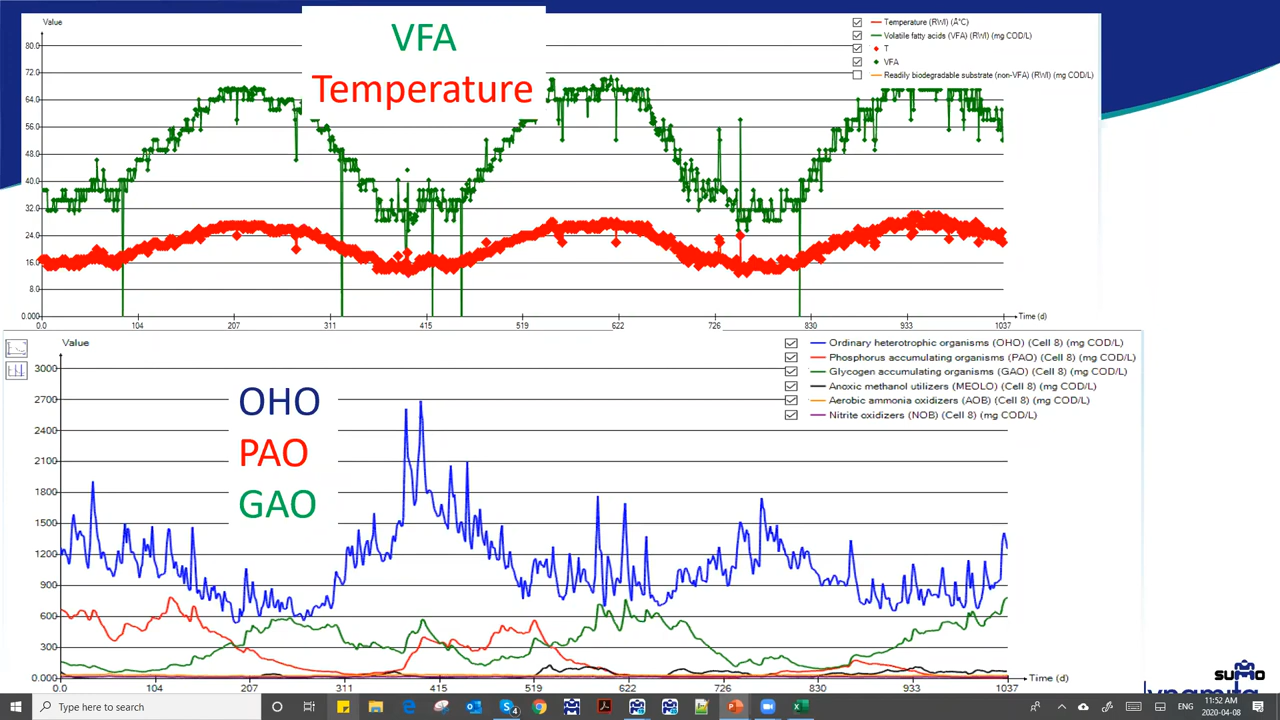 Value
VFA
Temperature
Temperature (RWI) (Â°C)
Volatile fatty acids (VFA) (RWI) (mg COD/L)
T
VFA
Readily biodegradable substrate (non-VFA) (RWI) (mg COD/L)
80.0
72.0
64.0
56.0
48.0
40.0
32.0
24.0
16.0
8.0
0.000
0.0 104 207 311 415 519 622 726 830 933 1037
Time (d)
Value
Ordinary heterotrophic organisms (OHO) (Cell 8) (mg COD/L)
Phosphorus accumulating organisms (PAO) (Cell 8) (mg COD/L)
Glycogen accumulating organisms (GAO) (Cell 8) (mg COD/L)
Anoxic methanol utilizers (MEOLO) (Cell 8) (mg COD/L)
Aerobic ammonia oxidizers (AOB) (Cell 8) (mg COD/L)
Nitrite oxidizers (NOB) (Cell 8) (mg COD/L)
OHO
PAO
GAO
3000
2700
2400
2100
1800
1500
1200
900
600
300
0.000
0.0 104 207 311 415 519 622 726 830 933 1037
Time (d)
SUMO
Type here to search
ENG
11:52 AM
2020-04-08